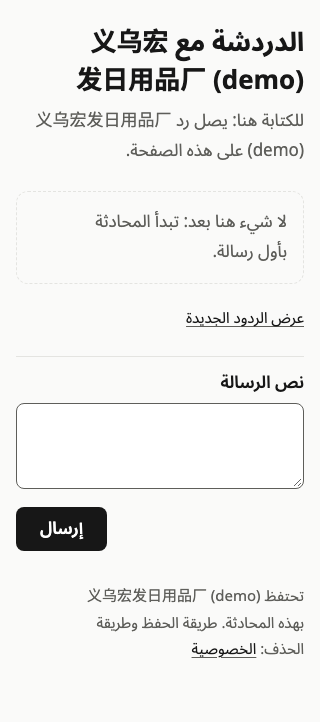 الدردشة مع 义乌宏
发日用品厂 (demo)
للكتابة هنا: يصل رد 义乌宏发日用品厂
(demo) على هذه الصفحة.
لا شيء هنا بعد: تبدأ المحادثة
بأول رسالة.
عرض الردود الجديدة
نص الرسالة
إرسال
تحتفظ 义乌宏发日用品厂 (demo)
بهذه المحادثة. طريقة الحفظ وطريقة
الحذف: الخصوصية